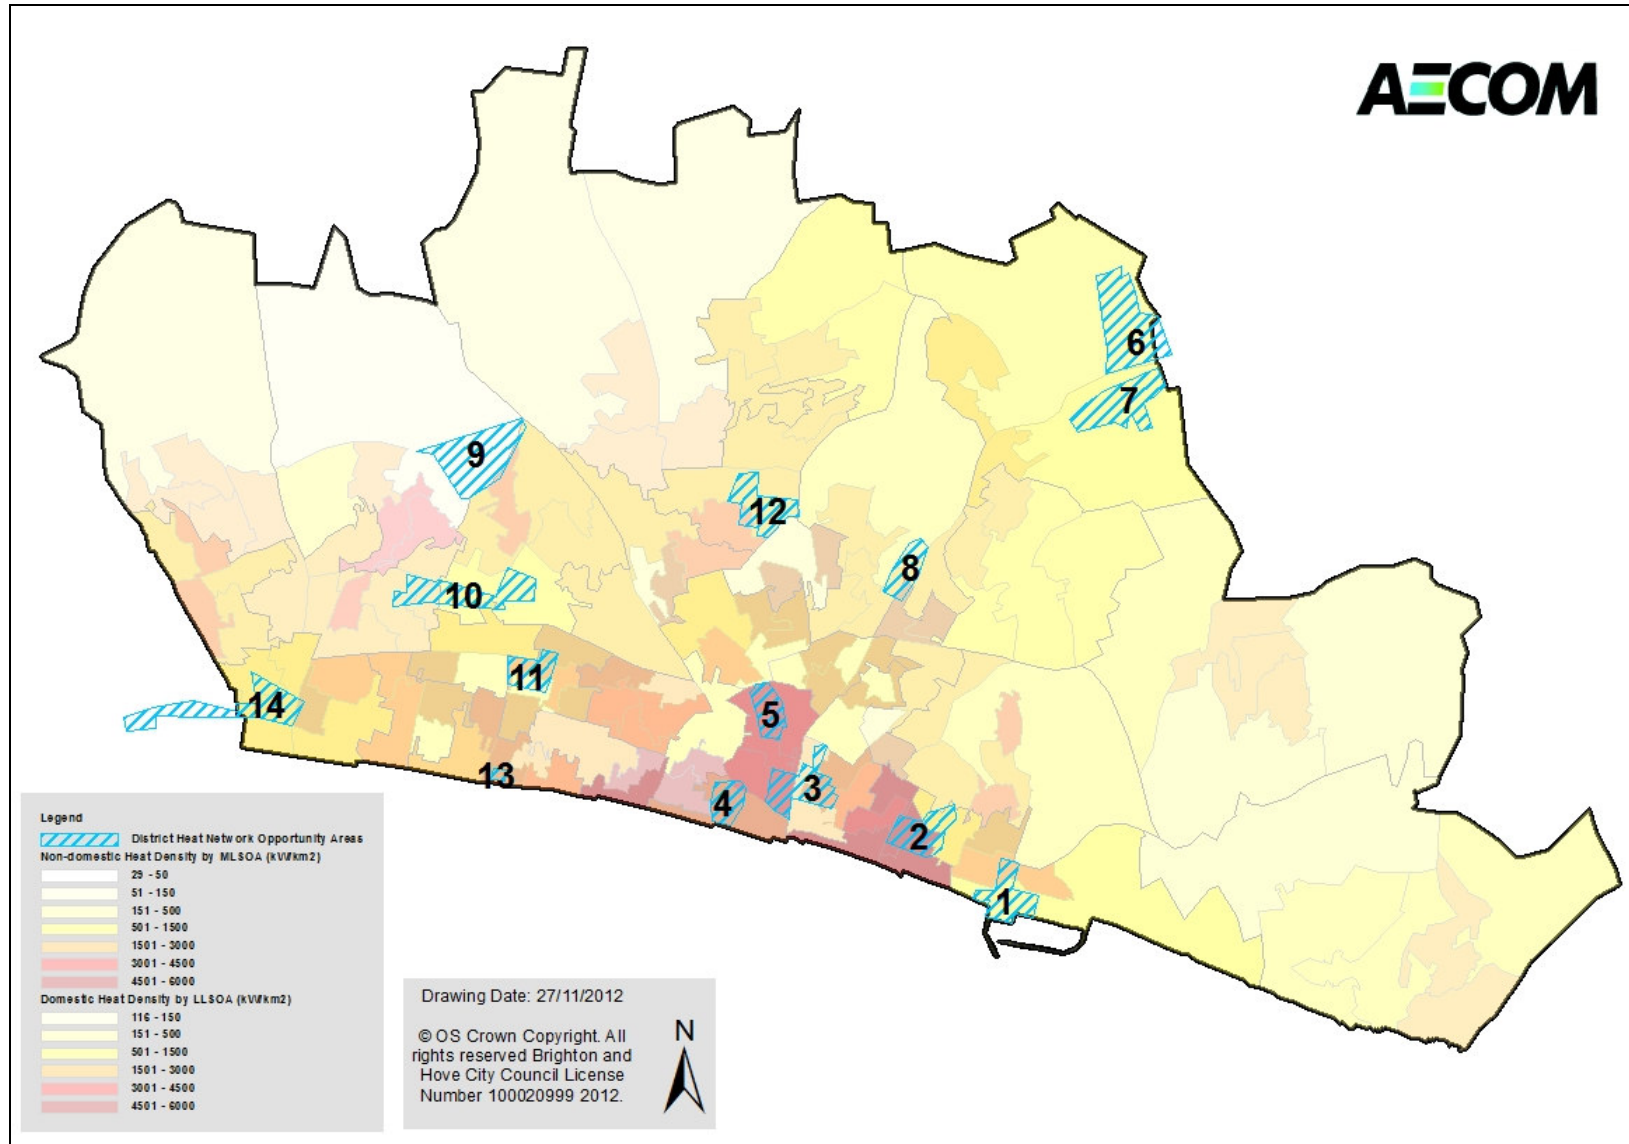 AECOM
6
7
9
12
8
10
11
14
5
13
3
4
2
1
Legend
District Heat Network Opportunity Areas
Non-domestic Heat Density by MLSOA (kW/km2)
29 - 50
51 - 150
151 - 500
501 - 1500
1501 - 3000
3001 - 4500
4501 - 6000
Domestic Heat Density by LLSOA (kW/km2)
116 - 150
151 - 500
501 - 1500
1501 - 3000
3001 - 4500
4501 - 6000
Drawing Date: 27/11/2012
© OS Crown Copyright. All
rights reserved Brighton and
Hove City Council License
Number 100020999 2012.
N